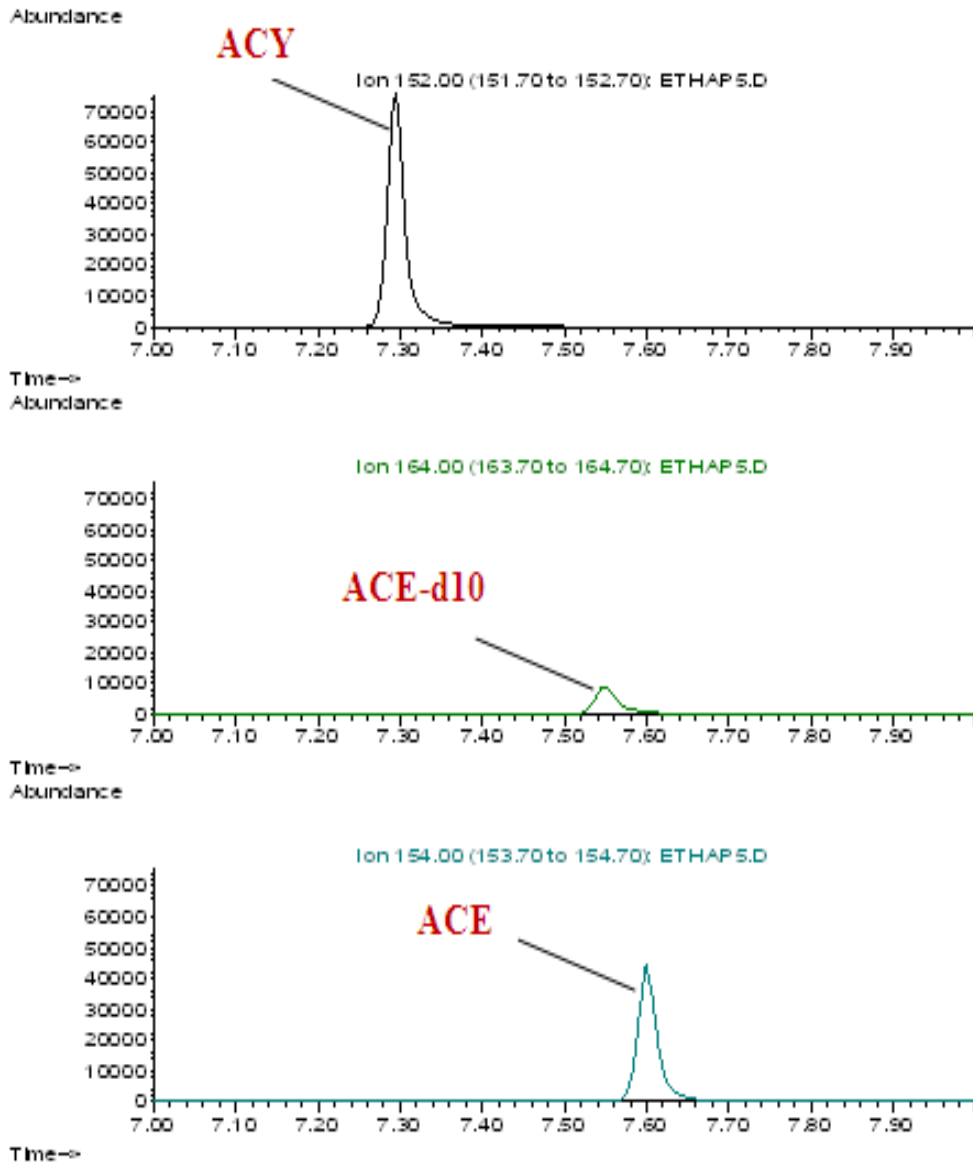 Abundance
ACY
Ion 152.00 (151.70 to 152.70): ETHAP5.D
70000
60000
50000
40000
30000
20000
10000
0
7.00 7.10 7.20 7.30 7.40 7.50 7.60 7.70 7.80 7.90
Time-->
Abundance
Ion 164.00 (163.70 to 164.70): ETHAP5.D
70000
60000
50000
40000
30000
20000
10000
0
ACE-d10
7.00 7.10 7.20 7.30 7.40 7.50 7.60 7.70 7.80 7.90
Time-->
Abundance
Ion 154.00 (153.70 to 154.70): ETHAP5.D
70000
60000
50000
40000
30000
20000
10000
0
ACE
7.00 7.10 7.20 7.30 7.40 7.50 7.60 7.70 7.80 7.90
Time-->